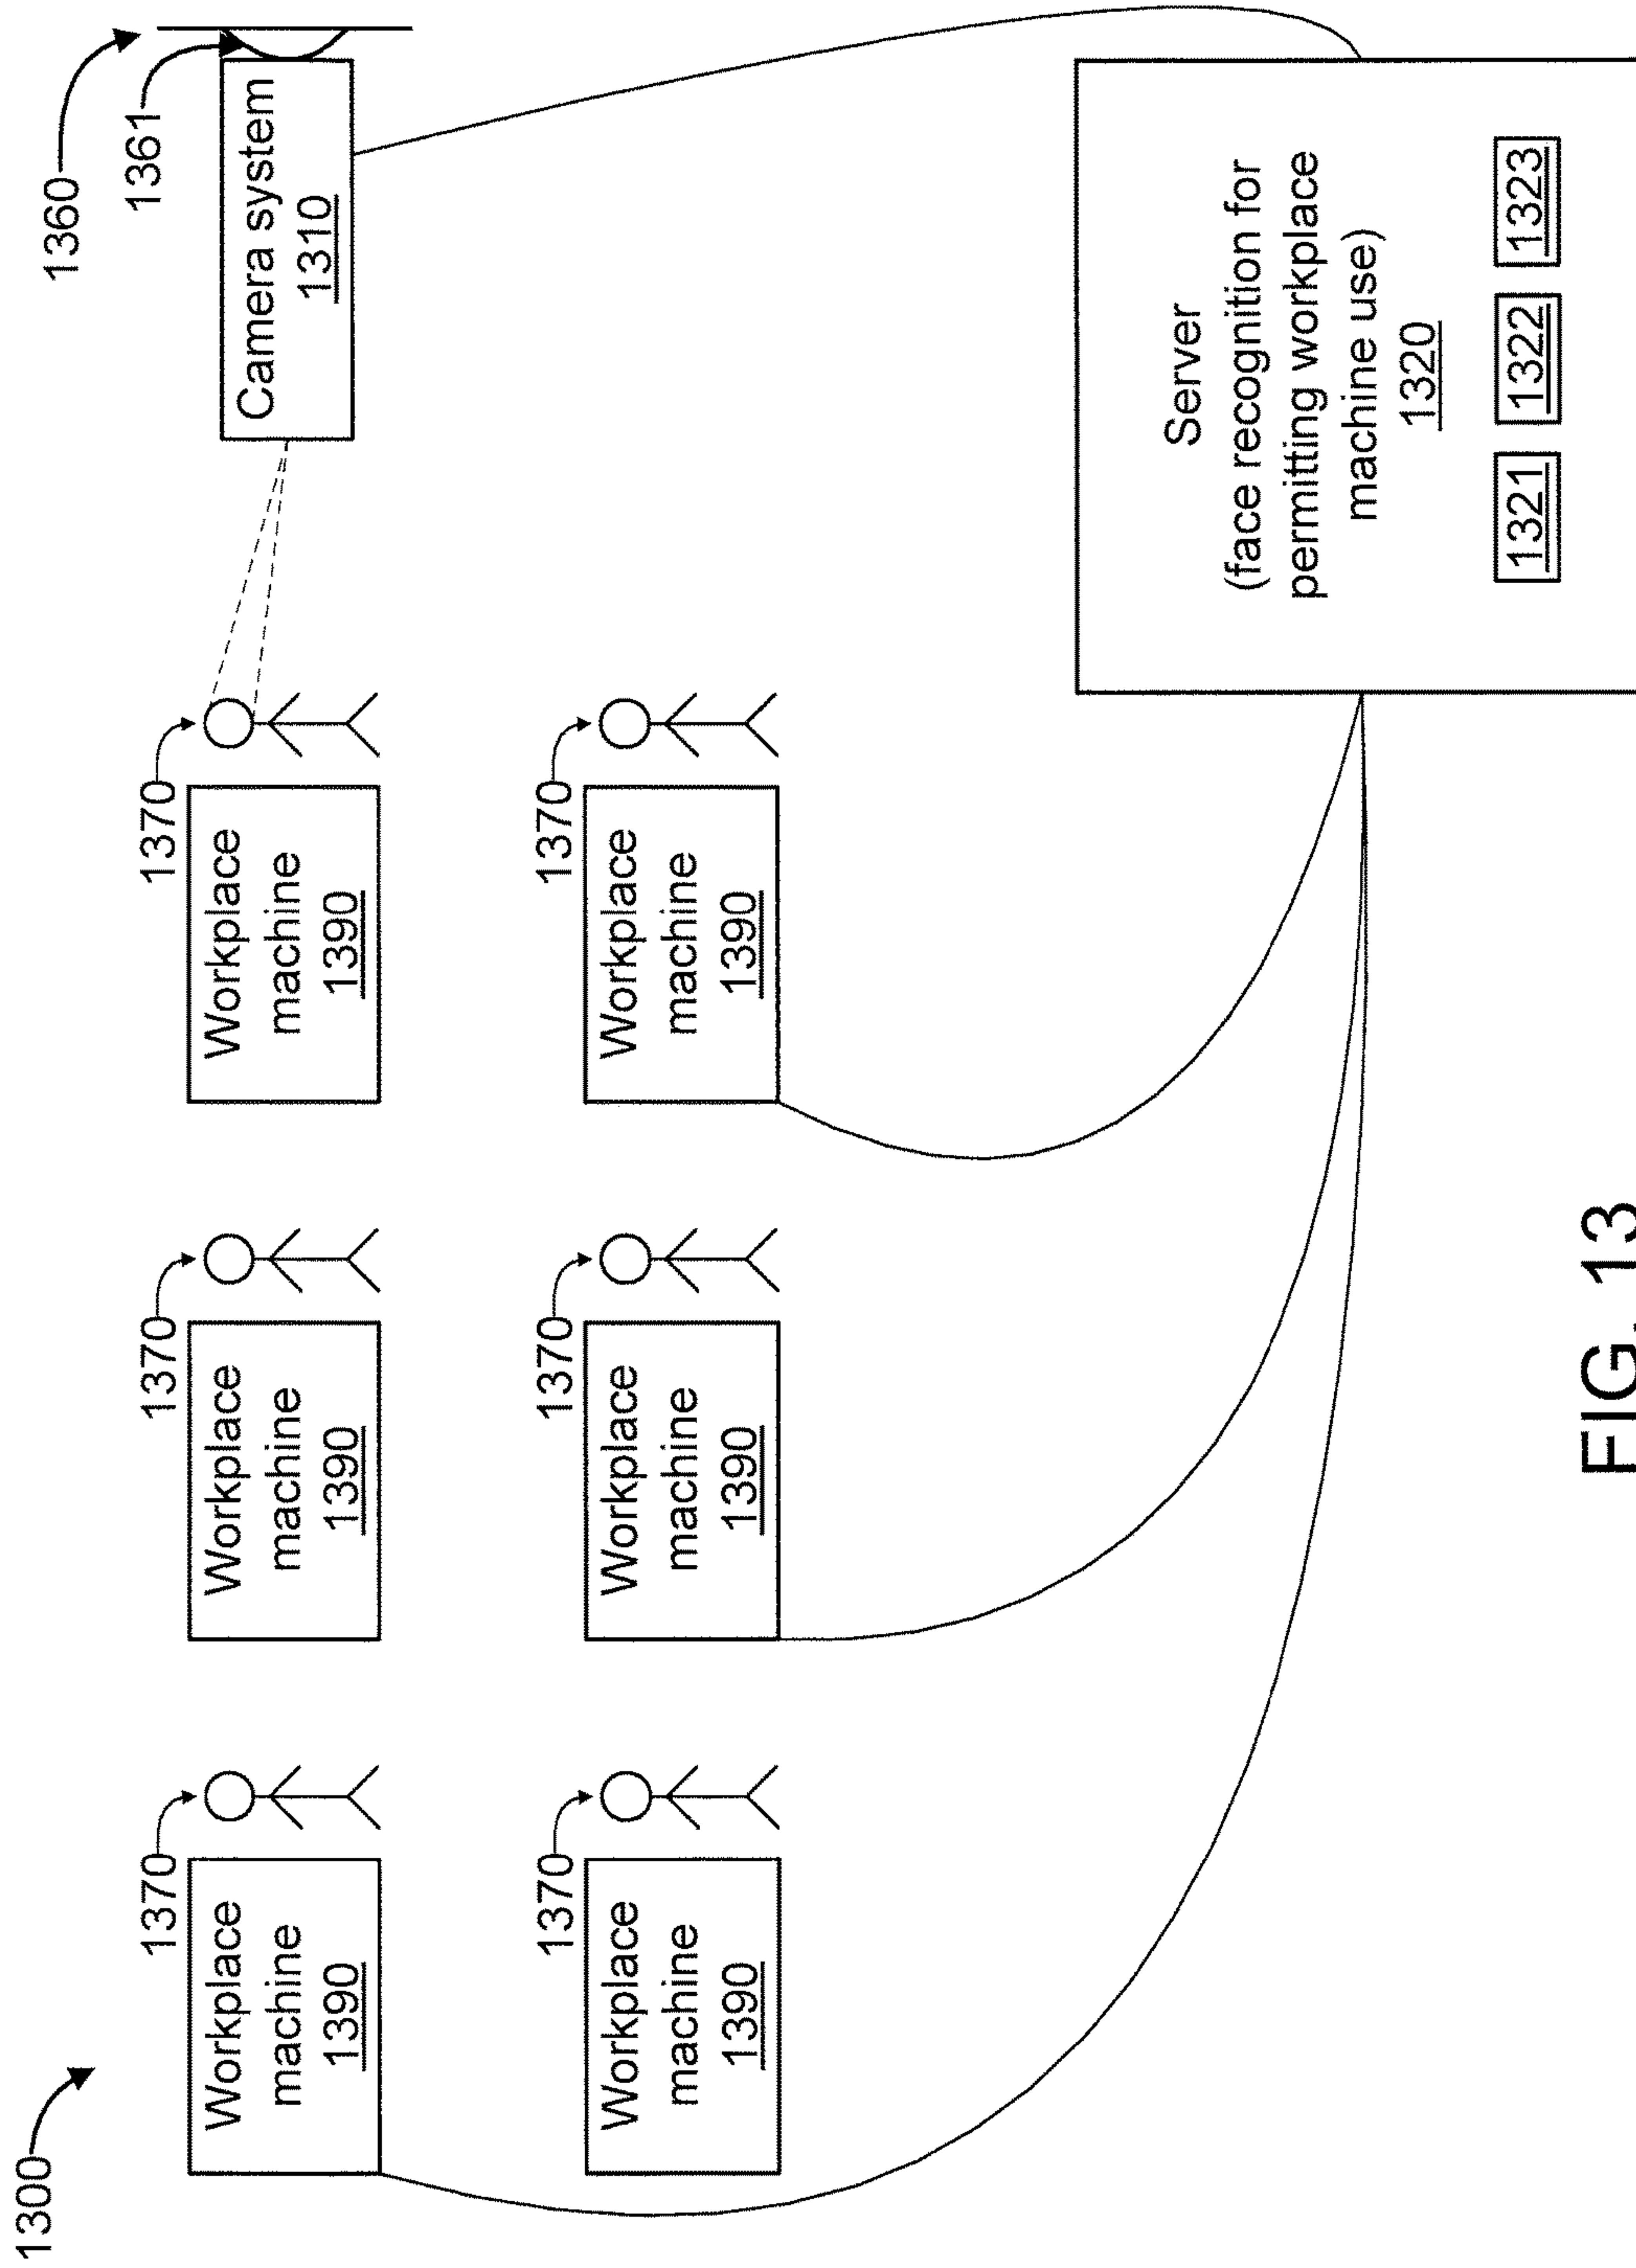 1300
1360
1361
1370
Workplace
machine
1390
1370
Workplace
machine
1390
1370
Workplace
machine
1390
Camera system
1310
1370
Workplace
machine
1390
1370
Workplace
machine
1390
1370
Workplace
machine
1390
Server
(face recognition for
permitting workplace
machine use)
1320
1321 1322 1323
FIG. 13